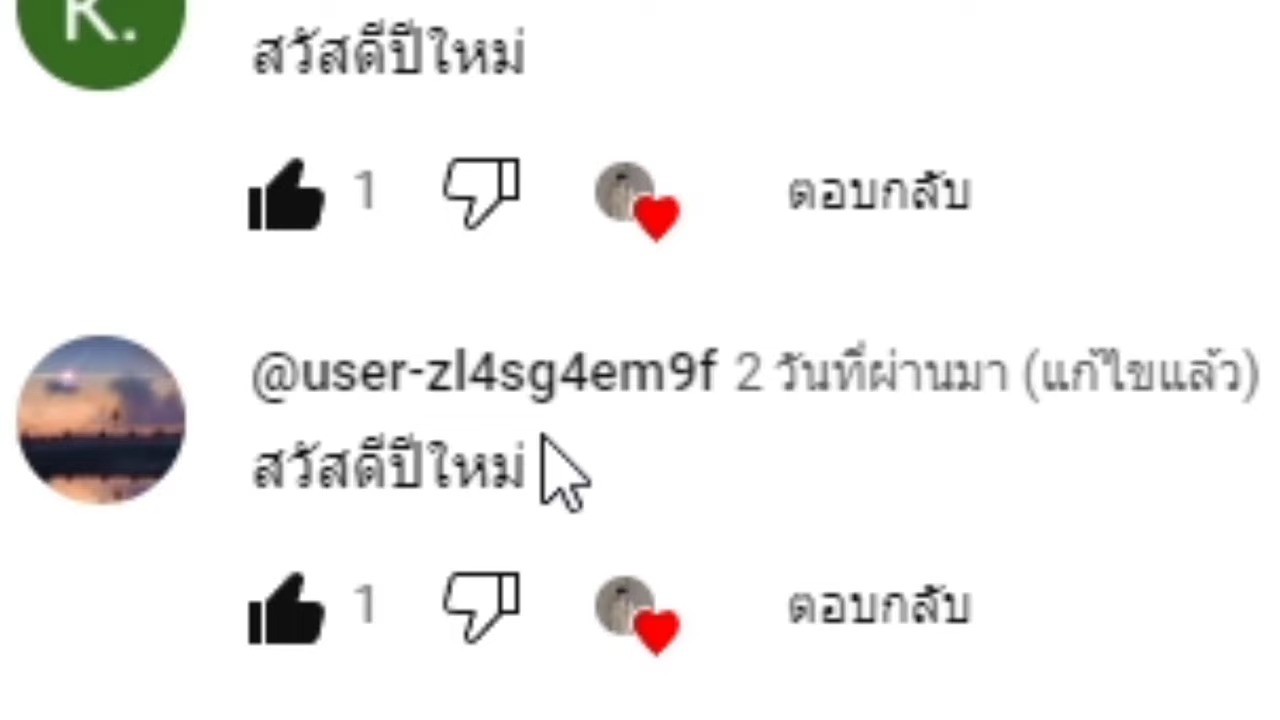 K.
สวัสดีปีใหม่
1
ตอบกลับ
@user-zl4sg4em9f 2 วันที่ผ่านมา (แก้ไขแล้ว)
สวัสดีปีใหม่
1
ตอบกลับ